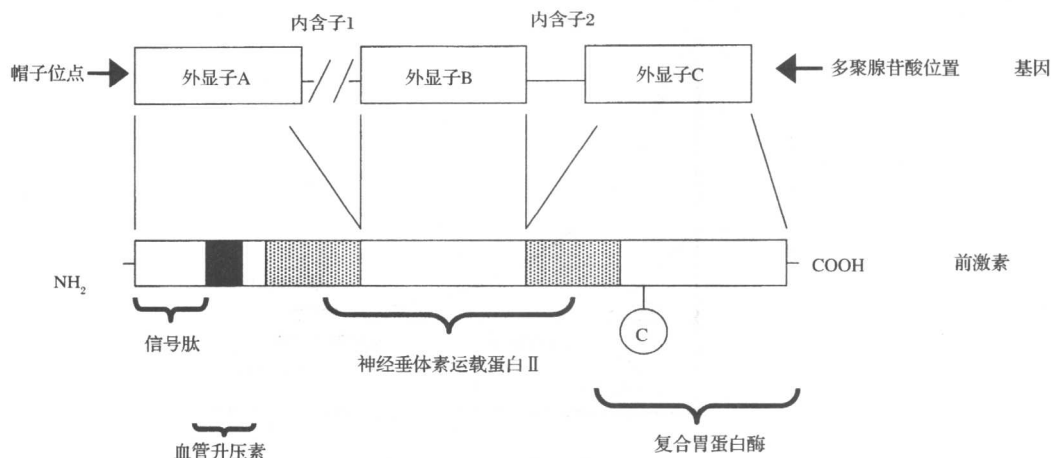 内含子1
内含子2
帽子位点
外显子A
外显子B
外显子C
多聚腺苷酸位置
基因
NH₂
COOH
前激素
信号肽
C
神经垂体素运载蛋白Ⅱ
血管升压素
复合胃蛋白酶